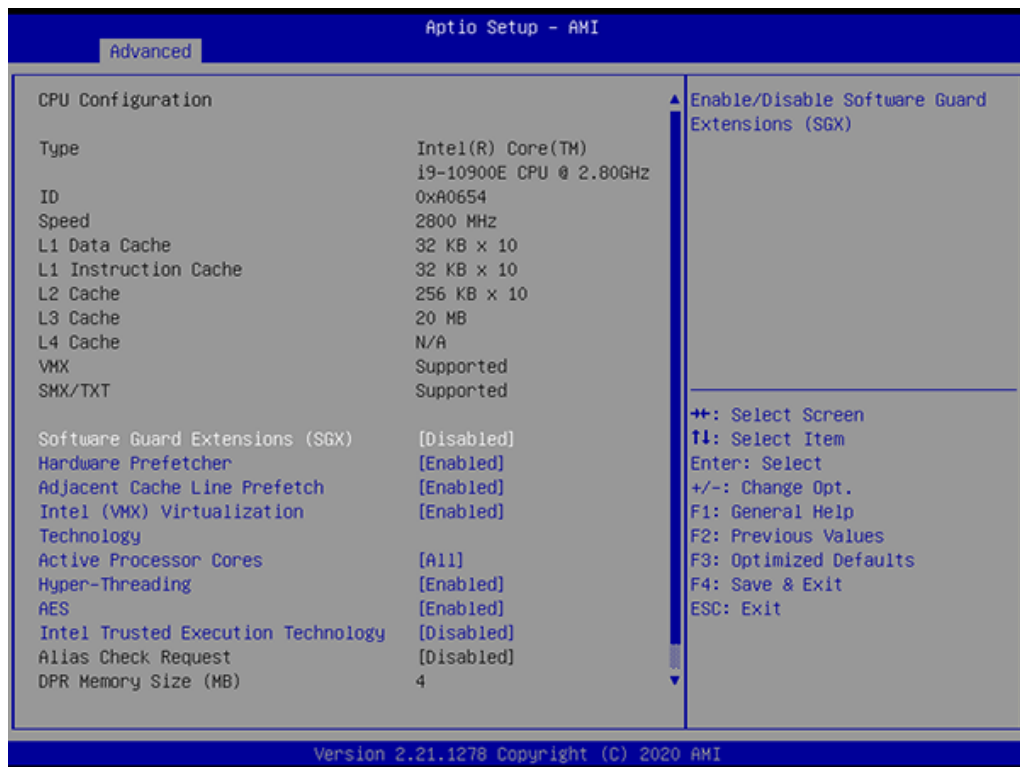 Aptio Setup - AMI
Advanced
CPU Configuration
Type Intel(R) Core(TM)
i9-10900E CPU @ 2.80GHz
ID 0xA0654
Speed 2800 MHz
L1 Data Cache 32 KB x 10
L1 Instruction Cache 32 KB x 10
L2 Cache 256 KB x 10
L3 Cache 20 MB
L4 Cache N/A
VMX Supported
SMX/TXT Supported
Software Guard Extensions (SGX) [Disabled]
Hardware Prefetcher [Enabled]
Adjacent Cache Line Prefetch [Enabled]
Intel (VMX) Virtualization [Enabled]
Technology
Active Processor Cores [All]
Hyper-Threading [Enabled]
AES [Enabled]
Intel Trusted Execution Technology [Disabled]
Alias Check Request [Disabled]
DPR Memory Size (MB) 4
Enable/Disable Software Guard
Extensions (SGX)
→←: Select Screen
↑↓: Select Item
Enter: Select
+/-: Change Opt.
F1: General Help
F2: Previous Values
F3: Optimized Defaults
F4: Save & Exit
ESC: Exit
Version 2.21.1278 Copyright (C) 2020 AMI